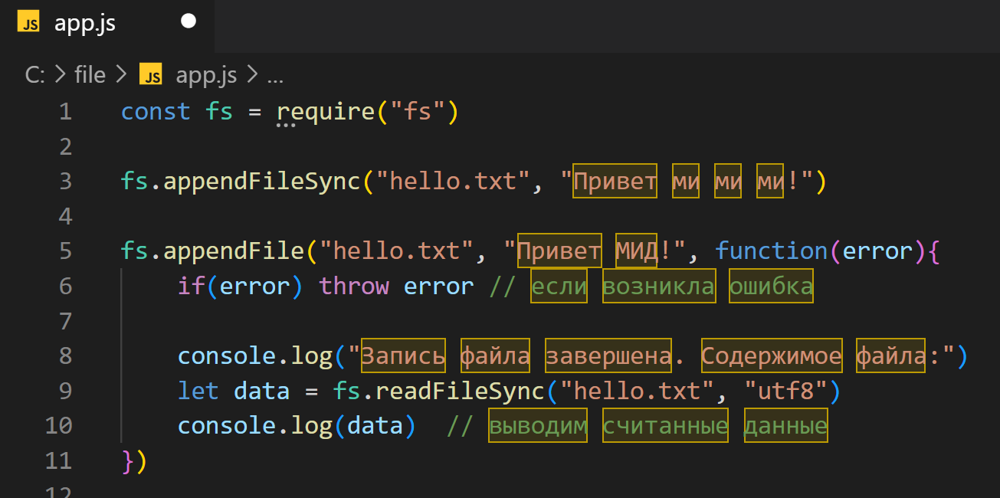 JS app.js
C: > file > JS app.js > ...
1 const fs = require("fs")
2
3 fs.appendFileSync("hello.txt", "Привет ми ми ми!")
4
5 fs.appendFile("hello.txt", "Привет МИД!", function(error){
6 if(error) throw error // если возникла ошибка
7
8 console.log("Запись файла завершена. Содержимое файла:")
9 let data = fs.readFileSync("hello.txt", "utf8")
10 console.log(data) // выводим считанные данные
11 })
12